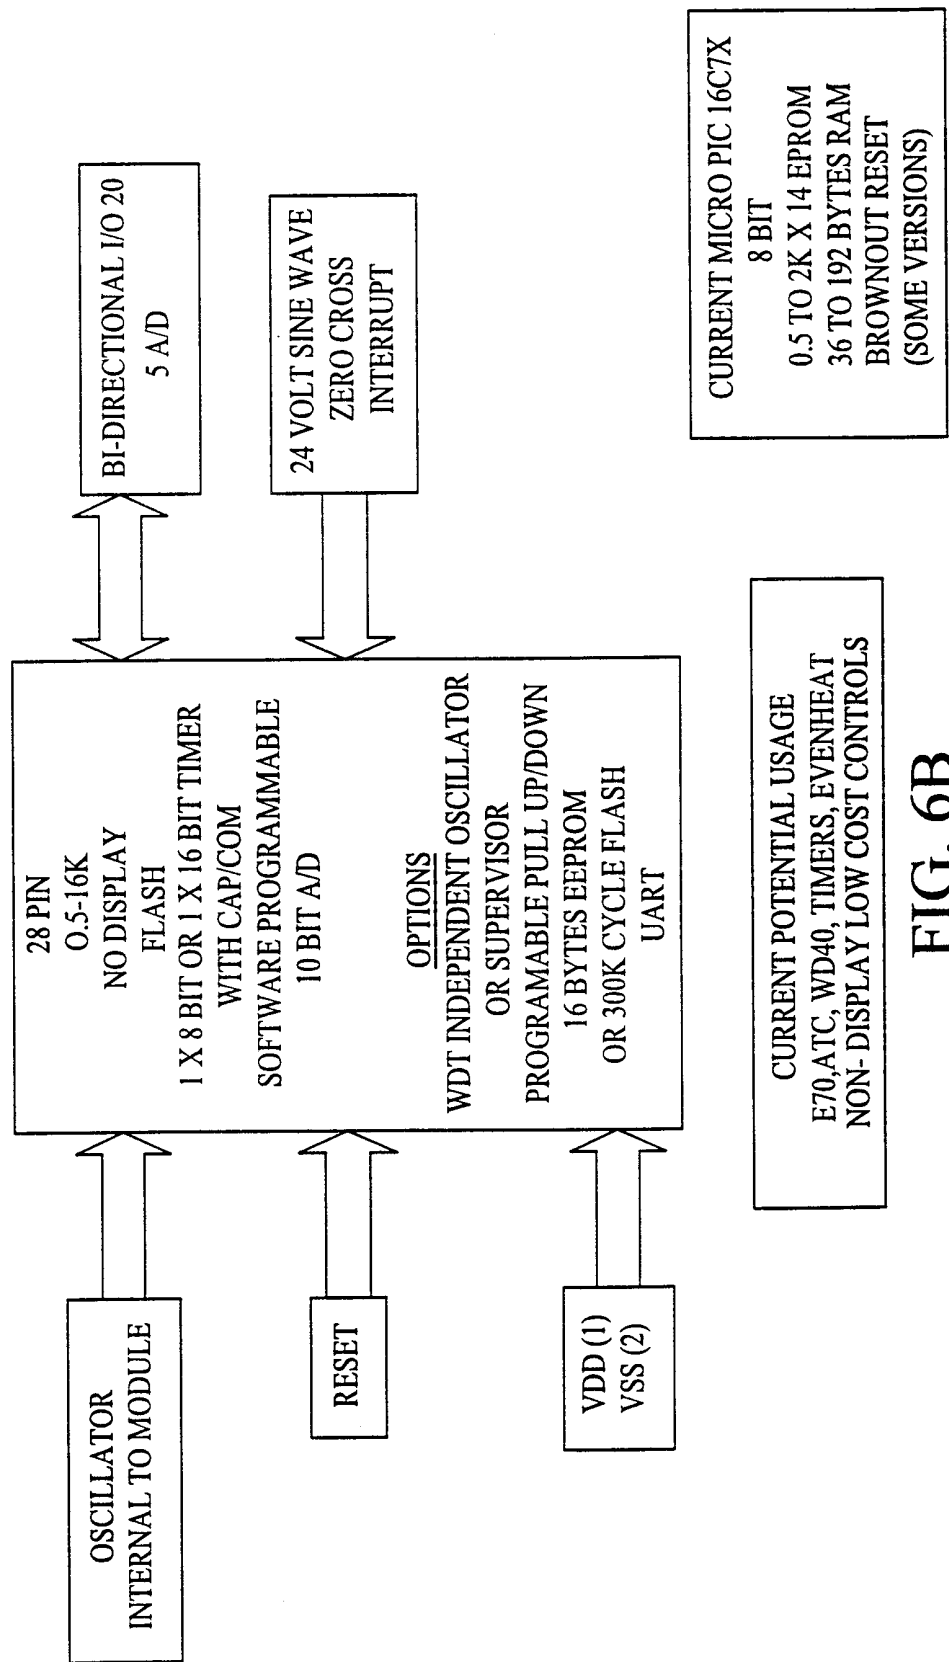 OSCILLATOR
INTERNAL TO MODULE
RESET
VDD (1)
VSS (2)
28 PIN
O.5-16K
NO DISPLAY
FLASH
1 X 8 BIT OR 1 X 16 BIT TIMER
WITH CAP/COM
SOFTWARE PROGRAMMABLE
10 BIT A/D
OPTIONS
WDT INDEPENDENT OSCILLATOR
OR SUPERVISOR
PROGRAMABLE PULL UP/DOWN
16 BYTES EEPROM
OR 300K CYCLE FLASH
UART
BI-DIRECTIONAL I/O 20
5 A/D
24 VOLT SINE WAVE
ZERO CROSS
INTERRUPT
CURRENT POTENTIAL USAGE
E70,ATC, WD40, TIMERS, EVENHEAT
NON- DISPLAY LOW COST CONTROLS
CURRENT MICRO PIC 16C7X
8 BIT
0.5 TO 2K X 14 EPROM
36 TO 192 BYTES RAM
BROWNOUT RESET
(SOME VERSIONS)
FIG. 6B